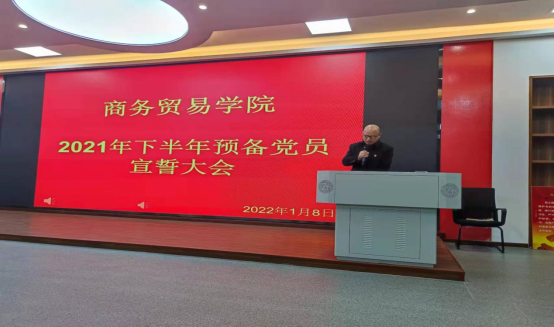 商务贸易学院
2021年下半年预备党员
宣誓大会
2022年1月8日